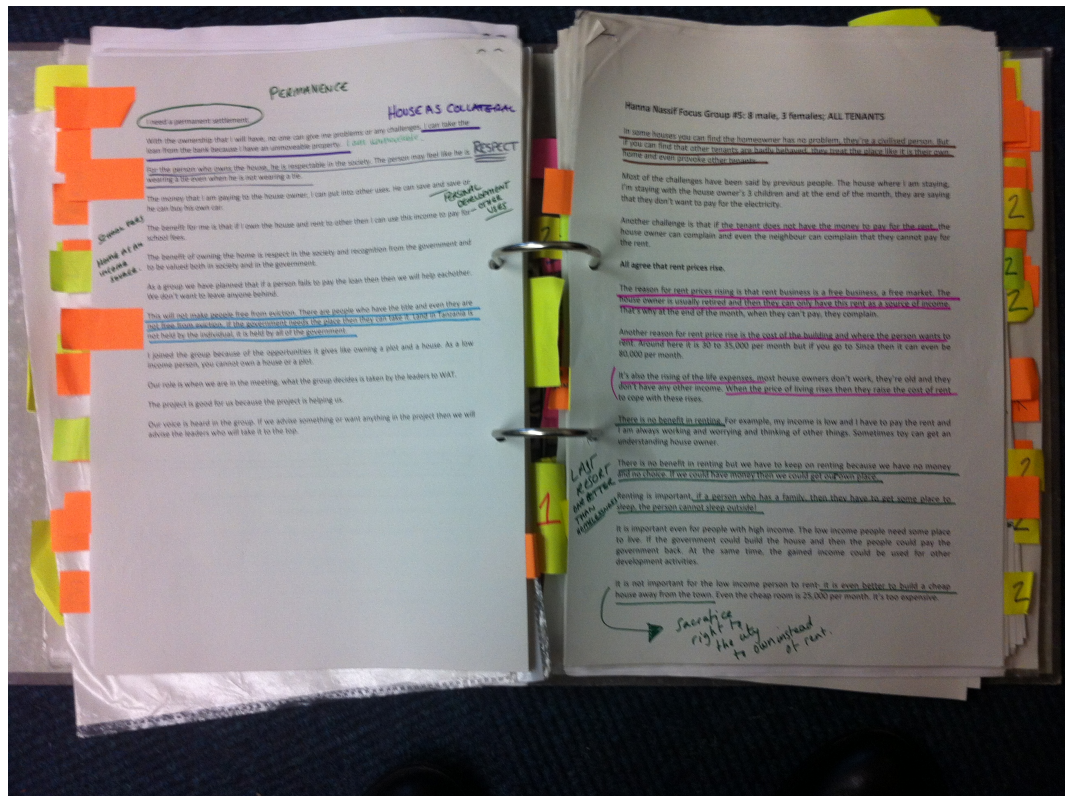 PERMANENCE
I need a permanent settlement.
HOUSE AS COLLATERAL
With the ownership that I will have, no one can give me problems or any challenges, I can take the
loan from the bank because I have an unmoveable property. I am unmoveable.
For the person who owns the house, he is respectable in the society. The person may feel like he is
wearing a tie even when he is not wearing a tie.
RESPECT
The money that I am paying to the house owner, I can put into other uses. He can save and save or
he can buy his own car.
PERSONAL
DEVELOPMENT
OTHER
USES
The benefit for me is that if I own the house and rent to other then I can use this income to pay for
school fees.
SCHOOL FEES
HOME AS AN
INCOME
SOURCE.
The benefit of owning the home is respect in the society and recognition from the government and
to be valued both in society and in the government.
As a group we have planned that if a person fails to pay the loan then we will help eachother.
We don't want to leave anyone behind.
This will not make people free from eviction. There are people who have the title and even they are
not free from eviction. If the government needs the place then they can take it. Land in Tanzania is
not held by the individual, it is held by all of the government.
I joined the group because of the opportunities it gives like owning a plot and a house. As a low
income person, you cannot own a house or a plot.
Our role is when we are in the meeting, what the group decides is taken by the leaders to WAT.
The project is good for us because the project is helping us.
Our voice is heard in the group. If we advise something or want anything in the project then we will
advise the leaders who will take it to the top.
1
Hanna Nassif Focus Group #5: 8 male, 3 females; ALL TENANTS
In some houses you can find the homeowner has no problem, they're a civilised person. But
if you can find that other tenants are badly behaved, they treat the place like it is their own
home and even provoke other tenants.
Most of the challenges have been said by previous people. The house where I am staying,
I'm staying with the house owner's 3 children and at the end of the month, they are saying
that they don't want to pay for the electricity.
Another challenge is that if the tenant does not have the money to pay for the rent, the
house owner can complain and even the neighbour can complain that they cannot pay for
the rent.
All agree that rent prices rise.
The reason for rent prices rising is that rent business is a free business, a free market. The
house owner is usually retired and then they can only have this rent as a source of income.
That's why at the end of the month, when they can't pay, they complain.
Another reason for rent price rise is the cost of the building and where the person wants to
rent. Around here it is 30 to 35,000 per month but if you go to Sinza then it can even be
80,000 per month.
It's also the rising of the life expenses, most house owners don't work, they're old and they
don't have any other income. When the price of living rises then they raise the cost of rent
to cope with these rises.
There is no benefit in renting. For example, my income is low and I have to pay the rent and
I am always working and worrying and thinking of other things. Sometimes toy can get an
understanding house owner.
There is no benefit in renting but we have to keep on renting because we have no money
and no choice. If we could have money then we could get our own place.
LAST
RESORT
BETTER
THAN
HOMELESSNESS
Renting is important, if a person who has a family, then they have to get some place to
sleep, the person cannot sleep outside!
It is important even for people with high income. The low income people need some place
to live. If the government could build the house and then the people could pay the
government back. At the same time, the gained income could be used for other
development activities.
It is not important for the low income person to rent- it is even better to build a cheap
house away from the town. Even the cheap room is 25,000 per month. It's too expensive.
Sacrafice
right to
the city
to own instead
of rent.
2
2
2
2
2
2